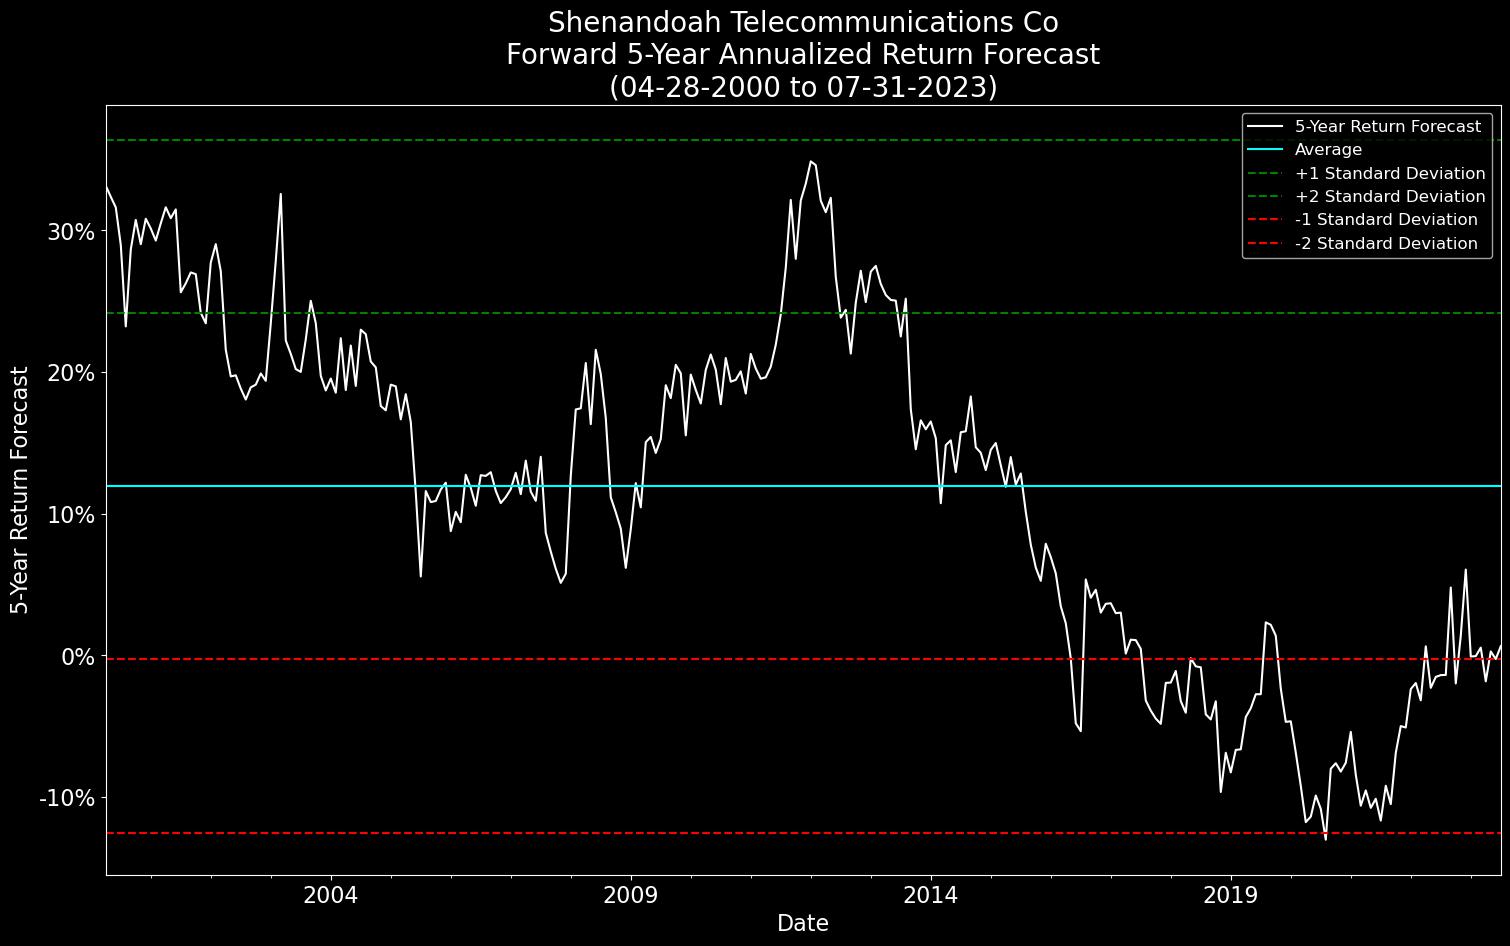 Shenandoah Telecommunications Co
Forward 5-Year Annualized Return Forecast
(04-28-2000 to 07-31-2023)
5-Year Return Forecast
Average
+1 Standard Deviation
+2 Standard Deviation
-1 Standard Deviation
-2 Standard Deviation
30%
20%
10%
0%
-10%
5-Year Return Forecast
2004
2009
2014
2019
Date